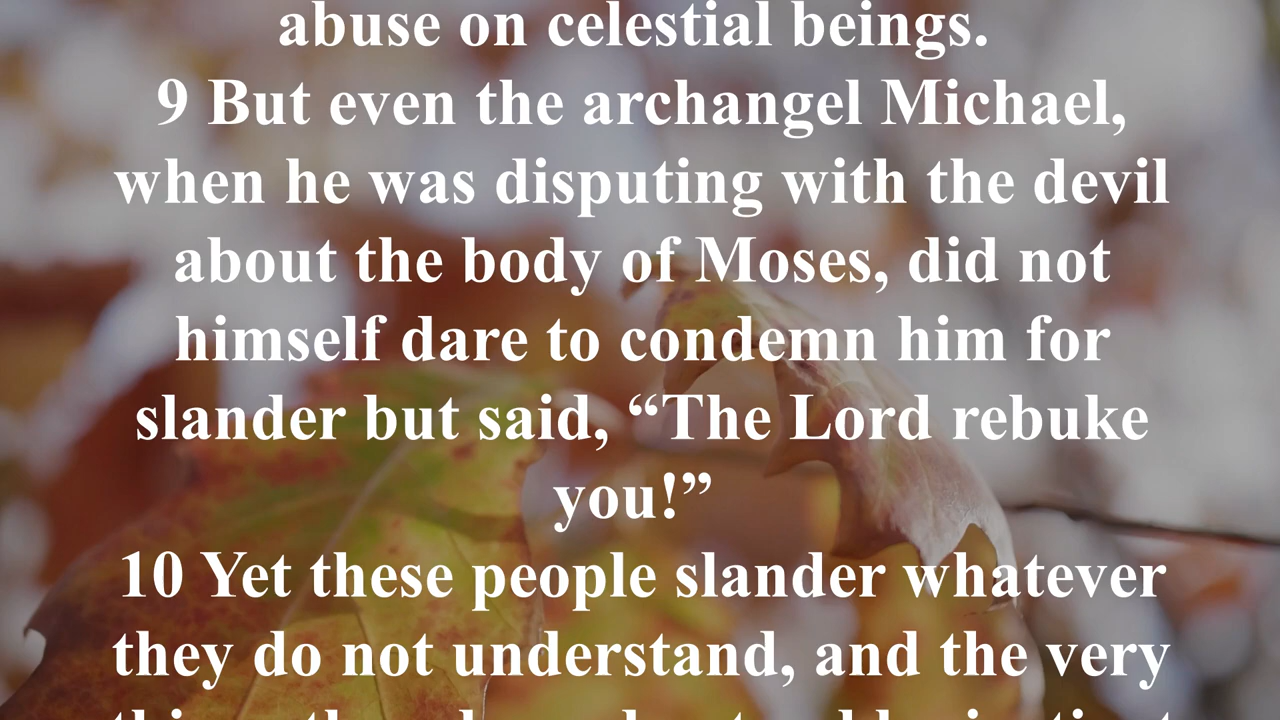 abuse on celestial beings.
9 But even the archangel Michael,
when he was disputing with the devil
about the body of Moses, did not
himself dare to condemn him for
slander but said, “The Lord rebuke
you!”
10 Yet these people slander whatever
they do not understand, and the very